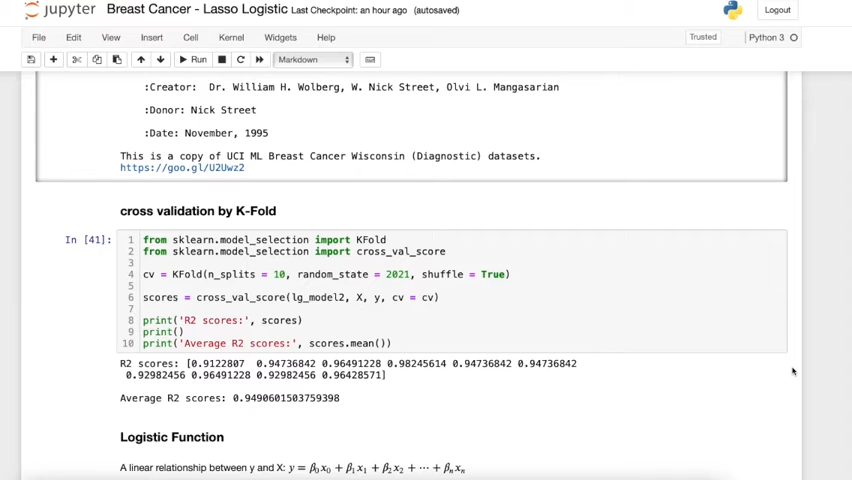 jupyter Breast Cancer - Lasso Logistic Last Checkpoint: an hour ago (autosaved) Logout
File Edit View Insert Cell Kernel Widgets Help Trusted Python 3
Run Markdown
:Creator: Dr. William H. Wolberg, W. Nick Street, Olvi L. Mangasarian
:Donor: Nick Street
:Date: November, 1995
This is a copy of UCI ML Breast Cancer Wisconsin (Diagnostic) datasets.
https://goo.gl/U2Uwz2
cross validation by K-Fold
In [41]: 1 from sklearn.model_selection import KFold
2 from sklearn.model_selection import cross_val_score
3
4 cv = KFold(n_splits = 10, random_state = 2021, shuffle = True)
5
6 scores = cross_val_score(lg_model2, X, y, cv = cv)
7
8 print('R2 scores:', scores)
9 print()
10 print('Average R2 scores:', scores.mean())
R2 scores: [0.9122807 0.94736842 0.96491228 0.98245614 0.94736842 0.94736842
0.92982456 0.96491228 0.92982456 0.96428571]
Average R2 scores: 0.9490601503759398
Logistic Function
A linear relationship between y and X: y = β₀x₀ + β₁x₁ + β₂x₂ + ⋯ + βₙxₙ